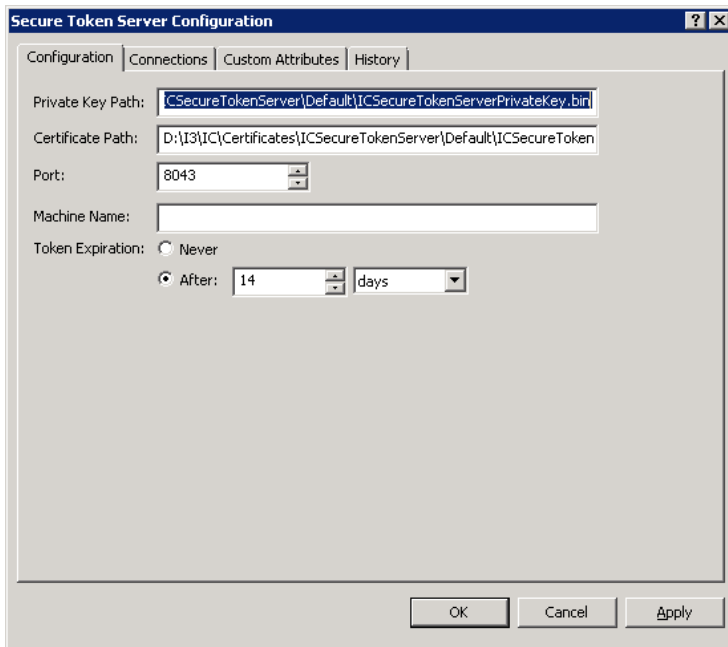 Secure Token Server Configuration
Configuration Connections Custom Attributes History
Private Key Path: ICSecureTokenServer\Default\ICSecureTokenServerPrivateKey.bin
Certificate Path: D:\I3\IC\Certificates\ICSecureTokenServer\Default\ICSecureToken
Port: 8043
Machine Name:
Token Expiration: Never
After: 14 days
OK Cancel Apply